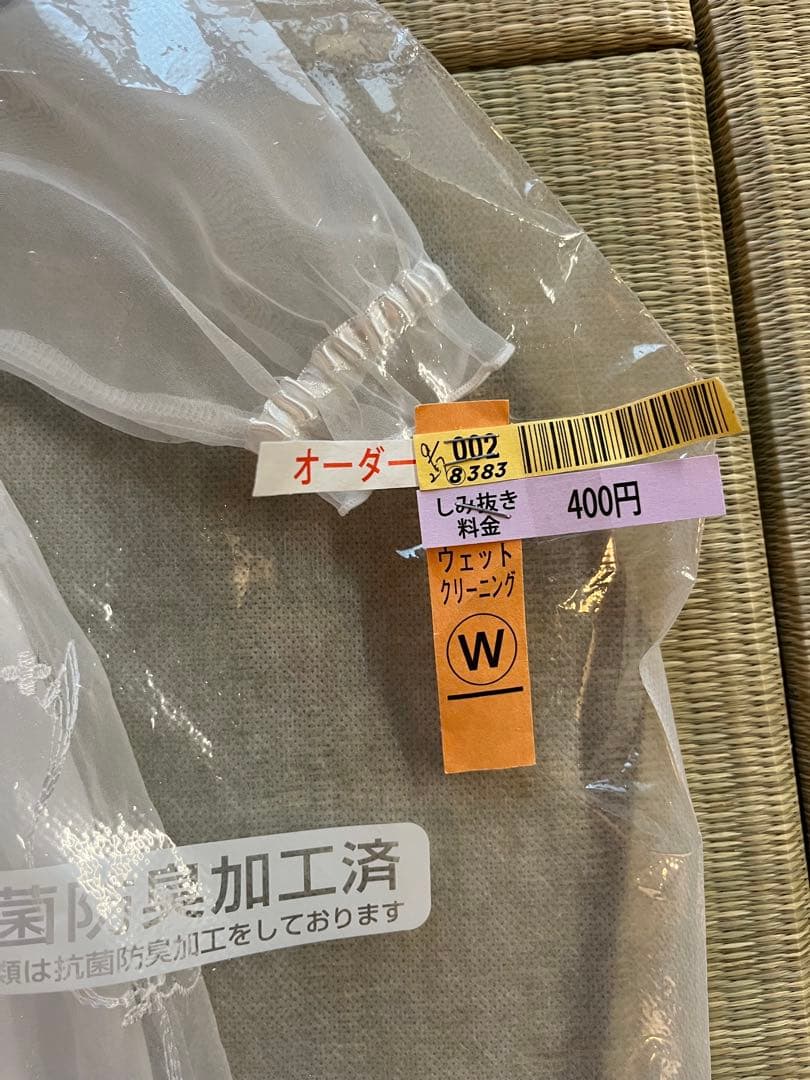 オーダー
002
⑧383
しみ抜き
料金
400円
ウェット
クリーニング
W
菌防臭加工済
類は抗菌防臭加工をしております